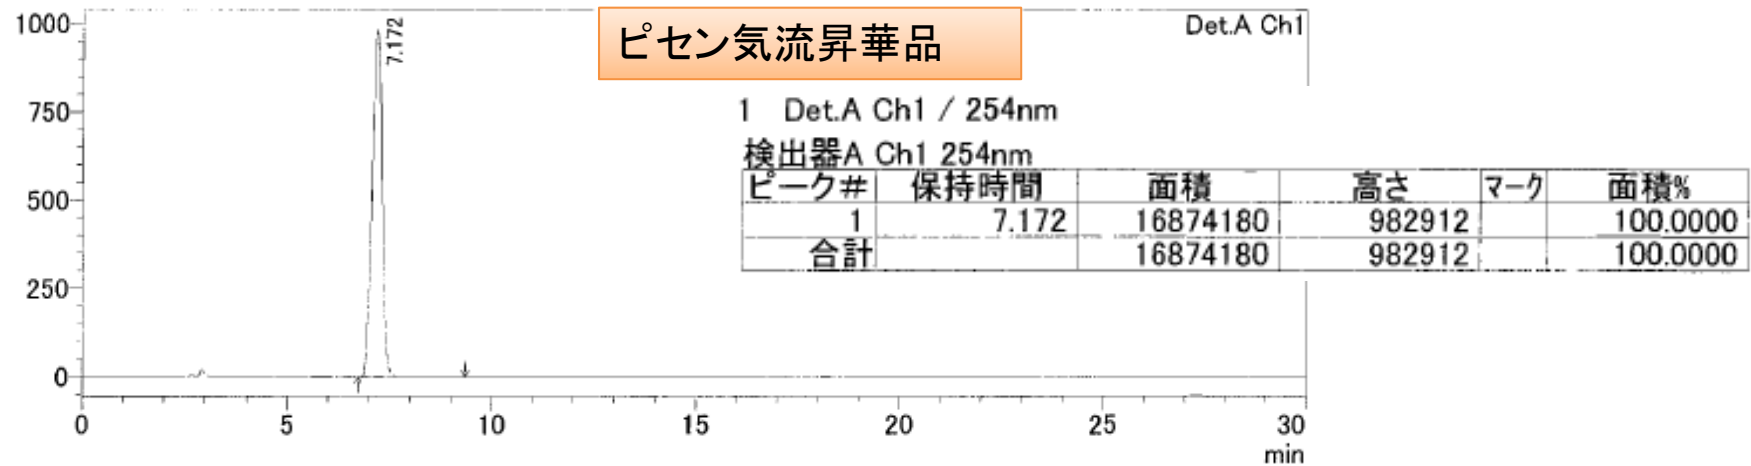 ピセン気流昇華品
Det.A Ch1
1000
750
500
250
0
7.172
0 5 10 15 20 25 30
min
1 Det.A Ch1 / 254nm
検出器A Ch1 254nm
ピーク# 保持時間 面積 高さ マーク 面積%
1 7.172 16874180 982912 100.0000
合計 16874180 982912 100.0000